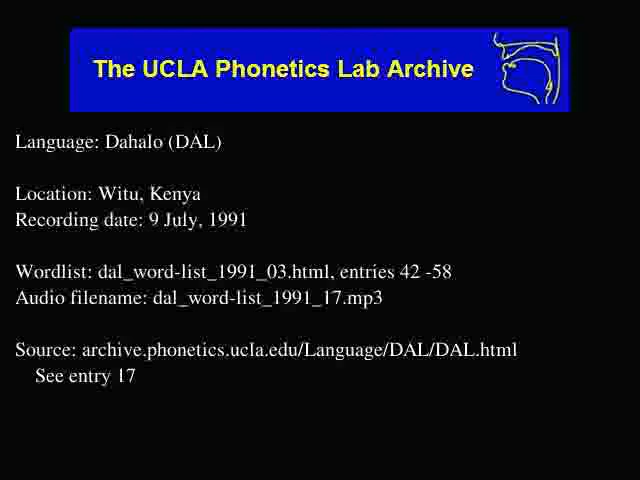 The UCLA Phonetics Lab Archive
Language: Dahalo (DAL)
Location: Witu, Kenya
Recording date: 9 July, 1991
Wordlist: dal_word-list_1991_03.html, entries 42 -58
Audio filename: dal_word-list_1991_17.mp3
Source: archive.phonetics.ucla.edu/Language/DAL/DAL.html
See entry 17